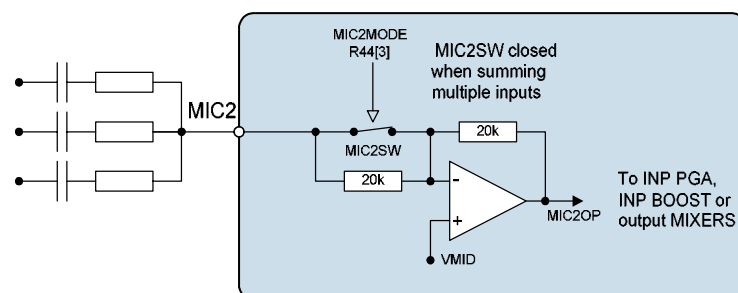 MIC2MODE
R44[3]
MIC2SW closed
when summing
multiple inputs
MIC2
MIC2SW
20k
20k
-
+
MIC2OP
VMID
To INP PGA,
INP BOOST or
output MIXERS